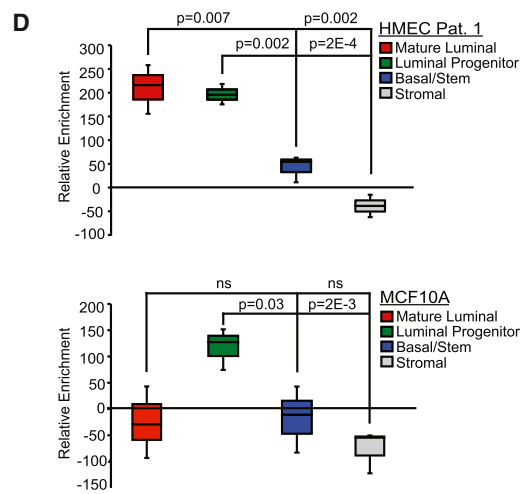 D
p=0.007 p=0.002
p=0.002 p=2E-4
HMEC Pat. 1
Mature Luminal
Luminal Progenitor
Basal/Stem
Stromal
Relative Enrichment
300
250
200
150
100
50
0
-50
-100
ns ns
p=0.03 p=2E-3
MCF10A
Mature Luminal
Luminal Progenitor
Basal/Stem
Stromal
Relative Enrichment
200
150
100
50
0
-50
-100
-150